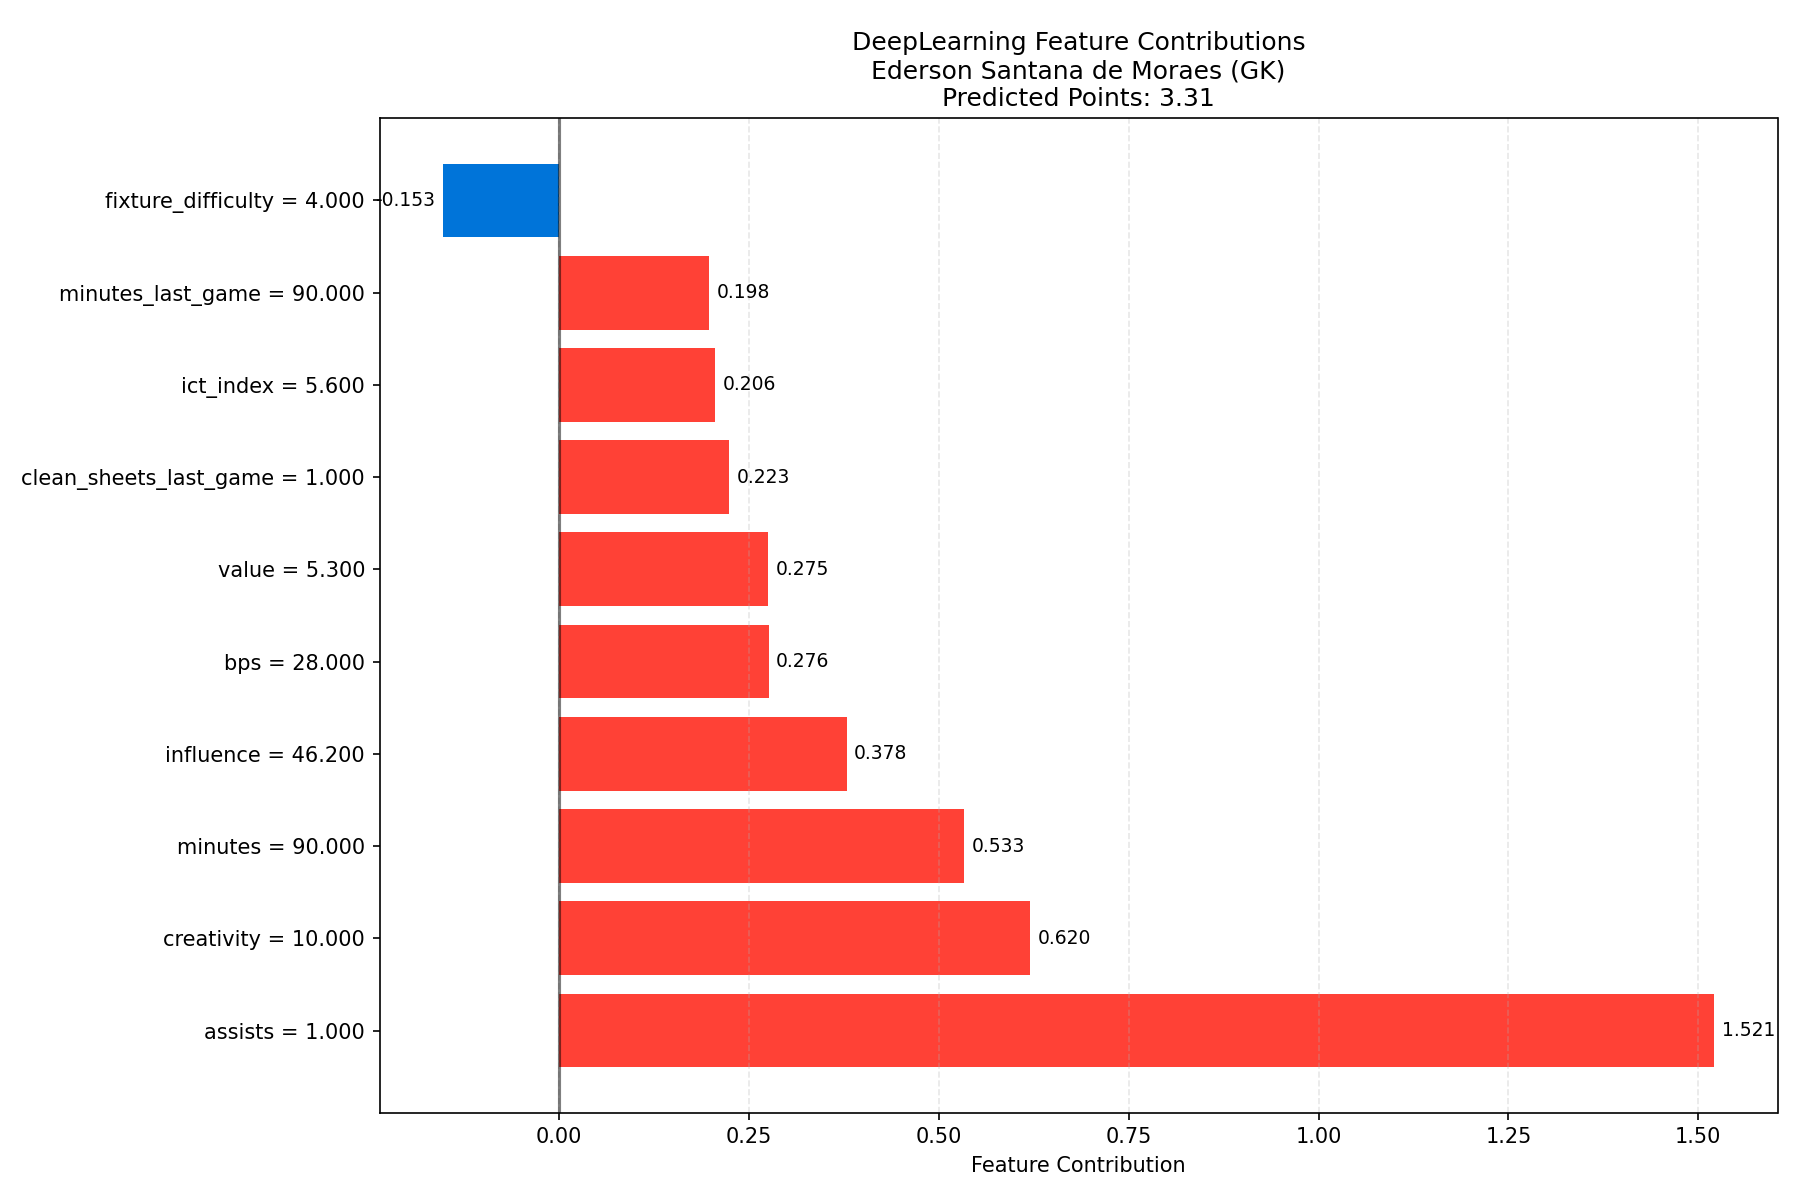 DeepLearning Feature Contributions
Ederson Santana de Moraes (GK)
Predicted Points: 3.31
fixture_difficulty = 4.000 -0.153
minutes_last_game = 90.000 0.198
ict_index = 5.600 0.206
clean_sheets_last_game = 1.000 0.223
value = 5.300 0.275
bps = 28.000 0.276
influence = 46.200 0.378
minutes = 90.000 0.533
creativity = 10.000 0.620
assists = 1.000 1.521
0.00 0.25 0.50 0.75 1.00 1.25 1.50
Feature Contribution